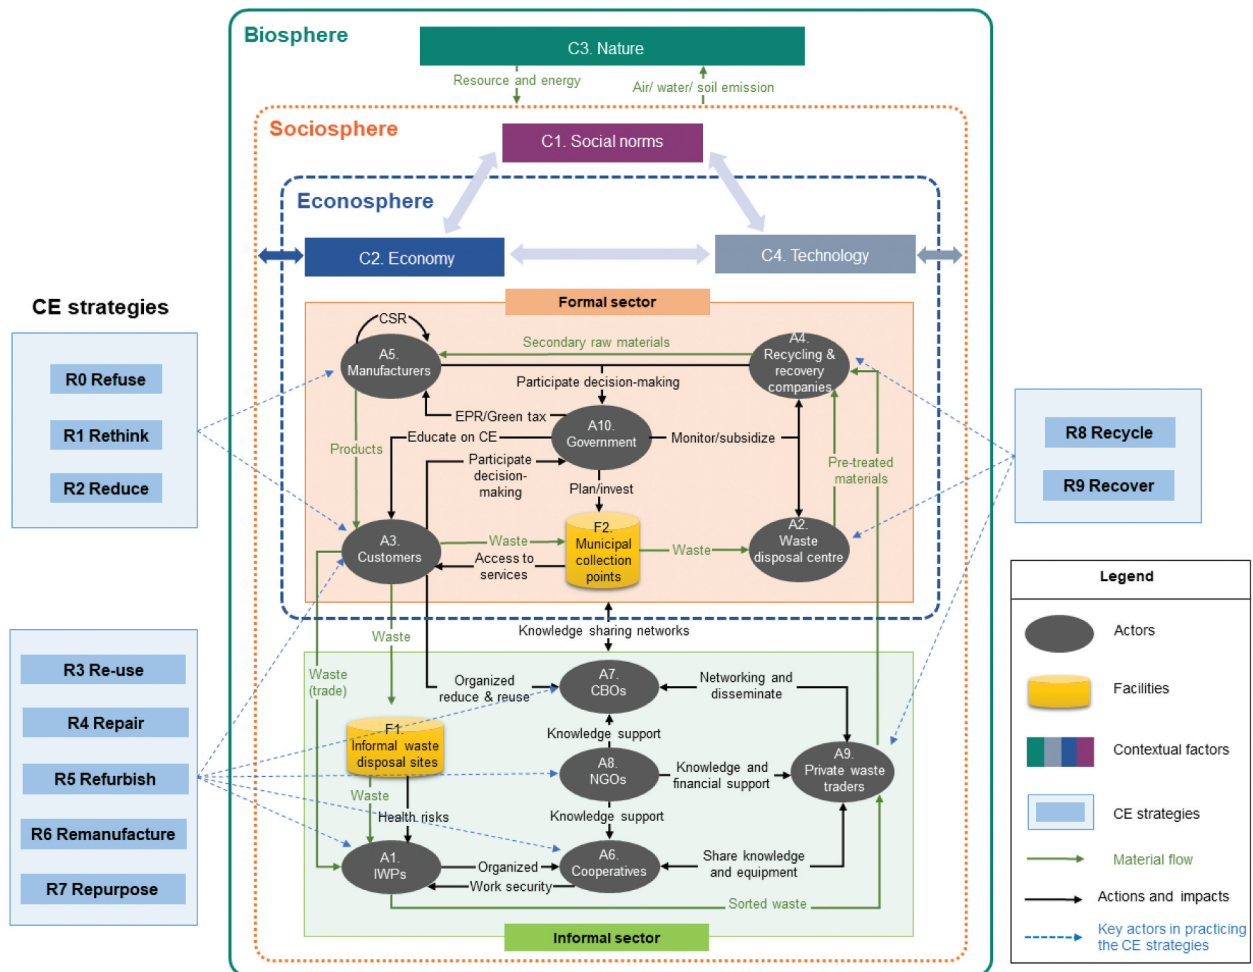 Biosphere
C3. Nature
Resource and energy
Air/ water/ soil emission
Sociosphere
C1. Social norms
Econosphere
C2. Economy
C4. Technology
CE strategies
R0 Refuse
R1 Rethink
R2 Reduce
R3 Re-use
R4 Repair
R5 Refurbish
R6 Remanufacture
R7 Repurpose
Formal sector
CSR
A5.
Manufacturers
Secondary raw materials
A4.
Recycling &
recovery
companies
Participate decision-making
EPR/Green tax
A10.
Government
Educate on CE
Monitor/subsidize
Products
Participate
decision-
making
Plan/invest
Pre-treated
materials
A3.
Customers
Waste
Access to
services
F2.
Municipal
collection
points
Waste
A2.
Waste
disposal centre
Knowledge sharing networks
Waste
Waste
(trade)
Organized
reduce & reuse
A7.
CBOs
Networking and
disseminate
F1.
Informal waste
disposal sites
Knowledge support
A8.
NGOs
Knowledge and
financial support
A9.
Private waste
traders
Waste
Health risks
Knowledge support
A1.
IWPs
Organized
Work security
A6.
Cooperatives
Share knowledge
and equipment
Sorted waste
Informal sector
R8 Recycle
R9 Recover
Legend
Actors
Facilities
Contextual factors
CE strategies
Material flow
Actions and impacts
Key actors in practicing
the CE strategies